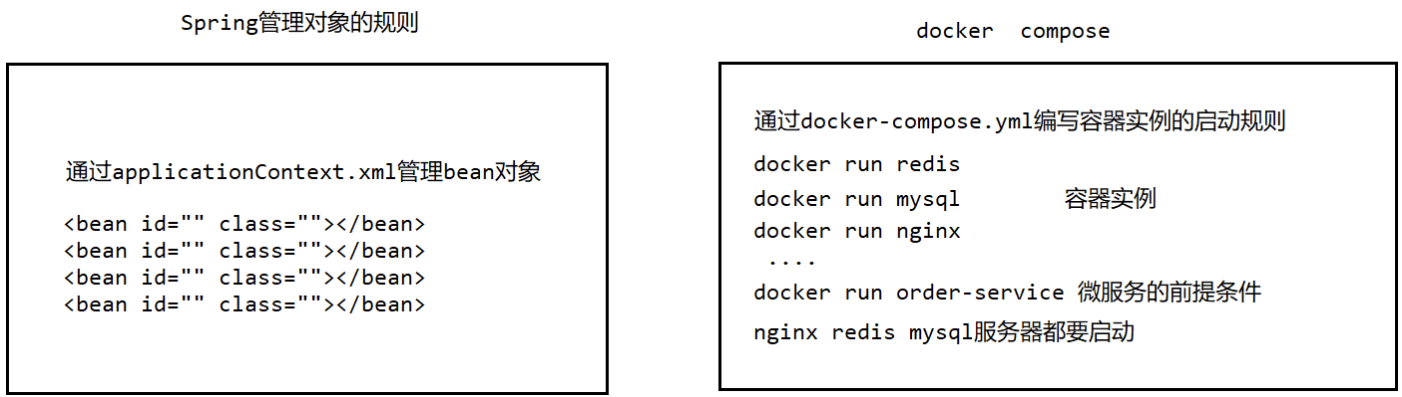 Spring管理对象的规则
通过applicationContext.xml管理bean对象
<bean id="" class=""></bean>
<bean id="" class=""></bean>
<bean id="" class=""></bean>
<bean id="" class=""></bean>
docker compose
通过docker-compose.yml编写容器实例的启动规则
docker run redis
docker run mysql 容器实例
docker run nginx
....
docker run order-service 微服务的前提条件
nginx redis mysql服务器都要启动